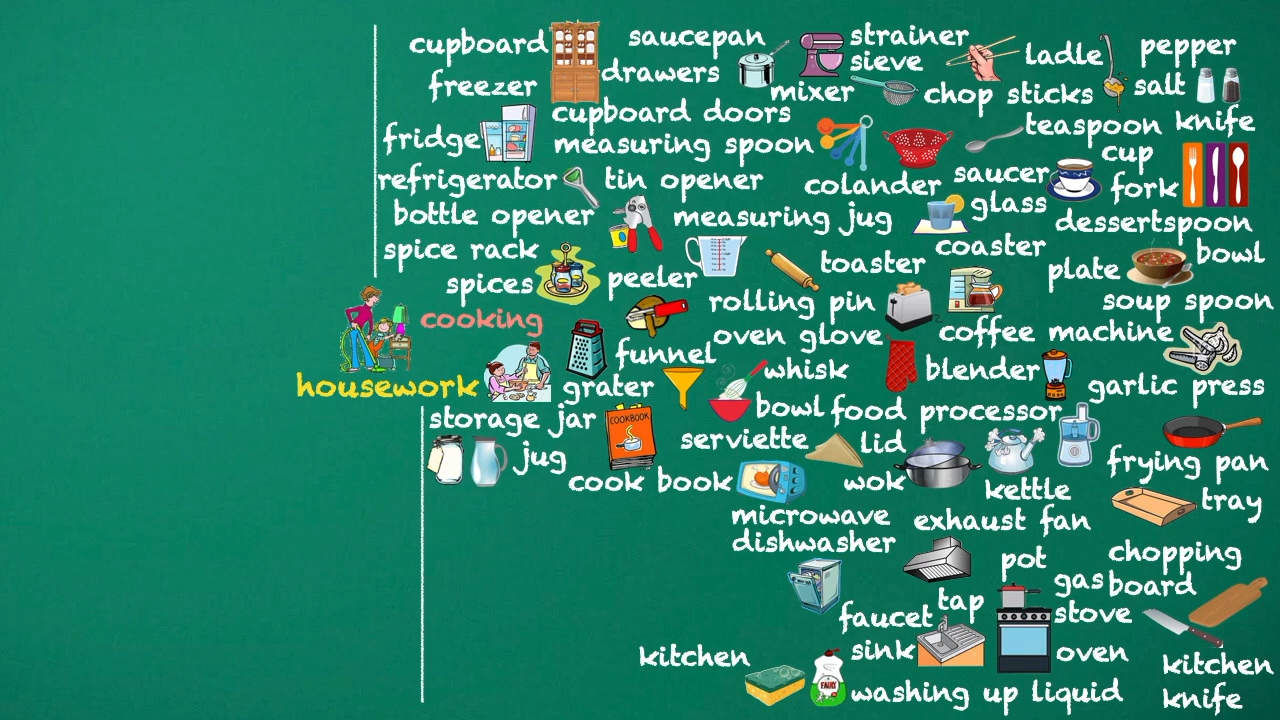 cupboard
saucepan
strainer
sieve
ladle
pepper
freezer
drawers
mixer
chop sticks
salt
cupboard doors
teaspoon
knife
fridge
measuring spoon
cup
refrigerator
tin opener
colander
saucer
fork
bottle opener
measuring jug
glass
dessertspoon
spice rack
coaster
bowl
spices
peeler
toaster
plate
rolling pin
soup spoon
cooking
oven glove
coffee machine
funnel
whisk
blender
garlic press
housework
grater
storage jar
bowl
food processor
serviette
lid
COOKBOOK
jug
cook book
wok
kettle
frying pan
tray
microwave
exhaust fan
dishwasher
pot
chopping
board
gas
stove
tap
faucet
sink
oven
kitchen
kitchen
knife
FAIRY
washing up liquid